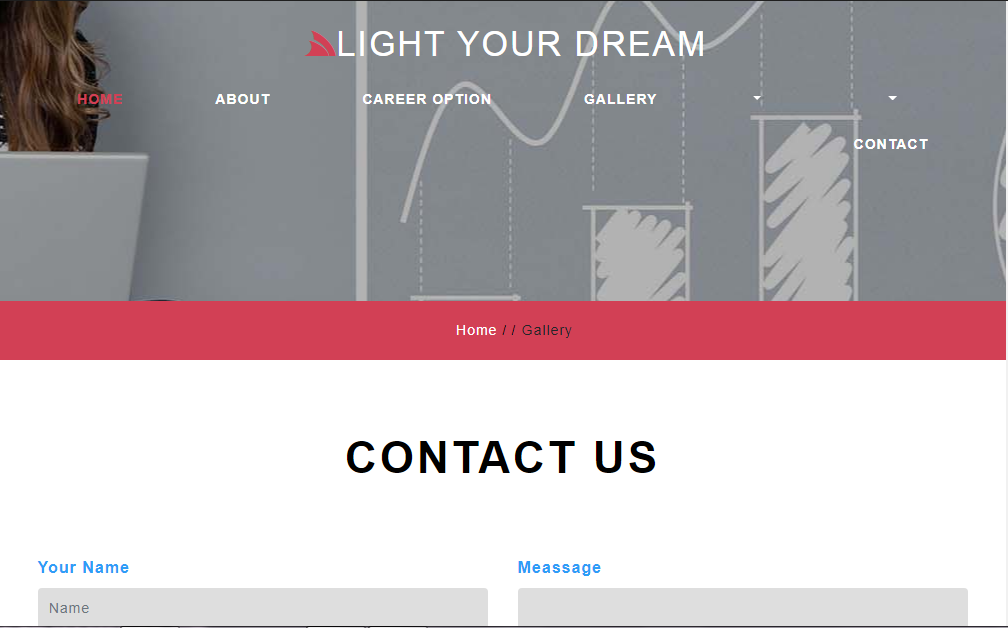 LIGHT YOUR DREAM
HOME ABOUT CAREER OPTION GALLERY
CONTACT
Home / / Gallery
CONTACT US
Your Name Meassage
Name